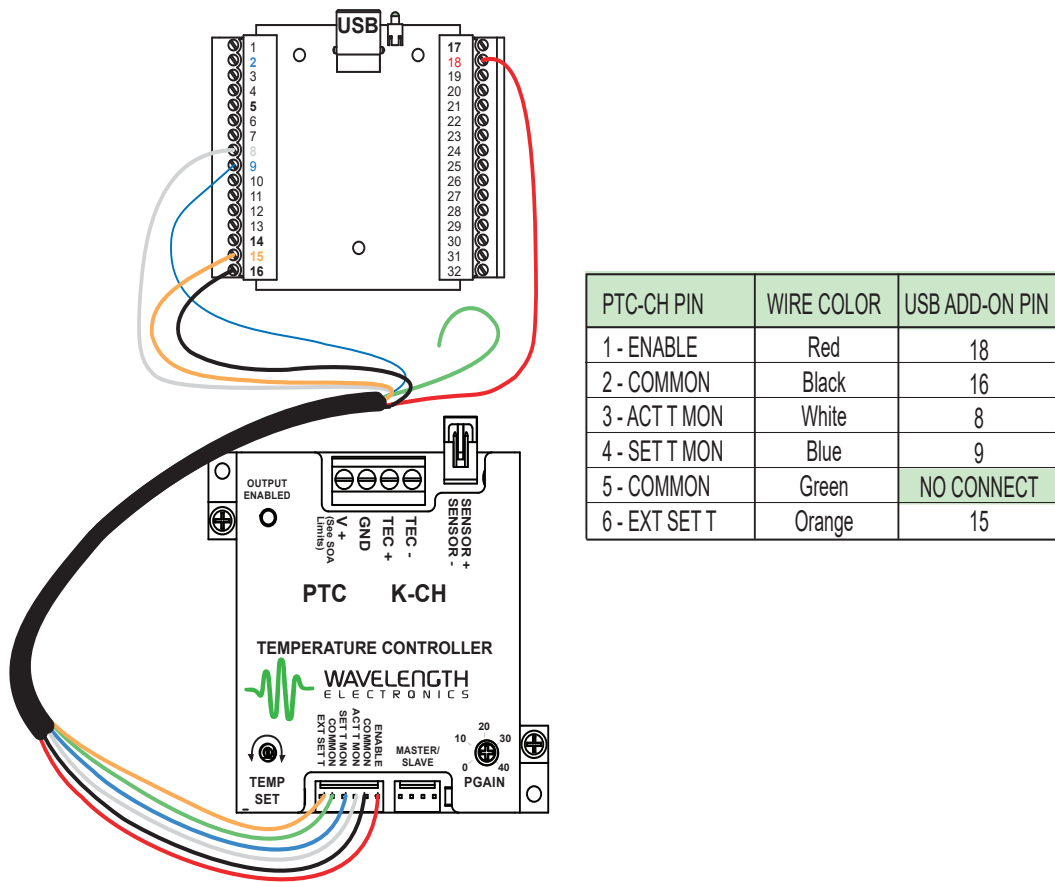 USB
1
2
3
4
5
6
7
8
9
10
11
12
13
14
15
16
17
18
19
20
21
22
23
24
25
26
27
28
29
30
31
32
PTC-CH PIN WIRE COLOR USB ADD-ON PIN
1 - ENABLE Red 18
2 - COMMON Black 16
3 - ACT T MON White 8
4 - SET T MON Blue 9
5 - COMMON Green NO CONNECT
6 - EXT SET T Orange 15
OUTPUT
ENABLED
V +
(See SOA
Limits)
GND
TEC +
TEC -
SENSOR +
SENSOR -
PTC K-CH
TEMPERATURE CONTROLLER
WAVELENGTH
ELECTRONICS
TEMP
SET
EXT SET T
COMMON
SET T MON
ACT T MON
COMMON
ENABLE
MASTER/
SLAVE
0
10
20
30
40
PGAIN